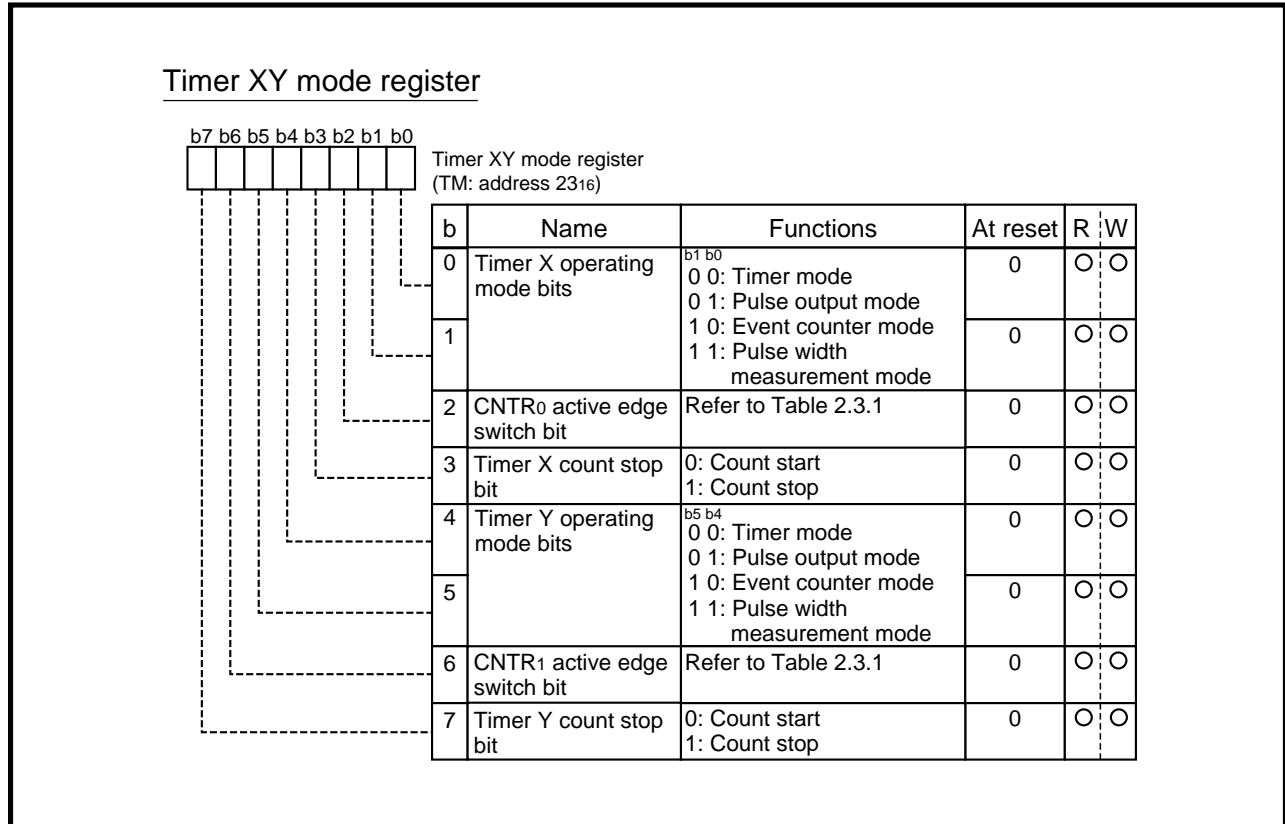 Timer XY mode register
b7 b6 b5 b4 b3 b2 b1 b0
Timer XY mode register
(TM: address 2316)
b Name Functions At reset R W
0 Timer X operating mode bits
b1 b0
0 0: Timer mode
0 1: Pulse output mode
1 0: Event counter mode
1 1: Pulse width
measurement mode
0
1
0
2 CNTR0 active edge Refer to Table 2.3.1 0
switch bit
3 Timer X count stop 0: Count start 0
bit 1: Count stop
4 Timer Y operating mode bits
b5 b4
0 0: Timer mode
0 1: Pulse output mode
1 0: Event counter mode
1 1: Pulse width
measurement mode
0
5
0
6 CNTR1 active edge Refer to Table 2.3.1 0
switch bit
7 Timer Y count stop 0: Count start 0
bit 1: Count stop